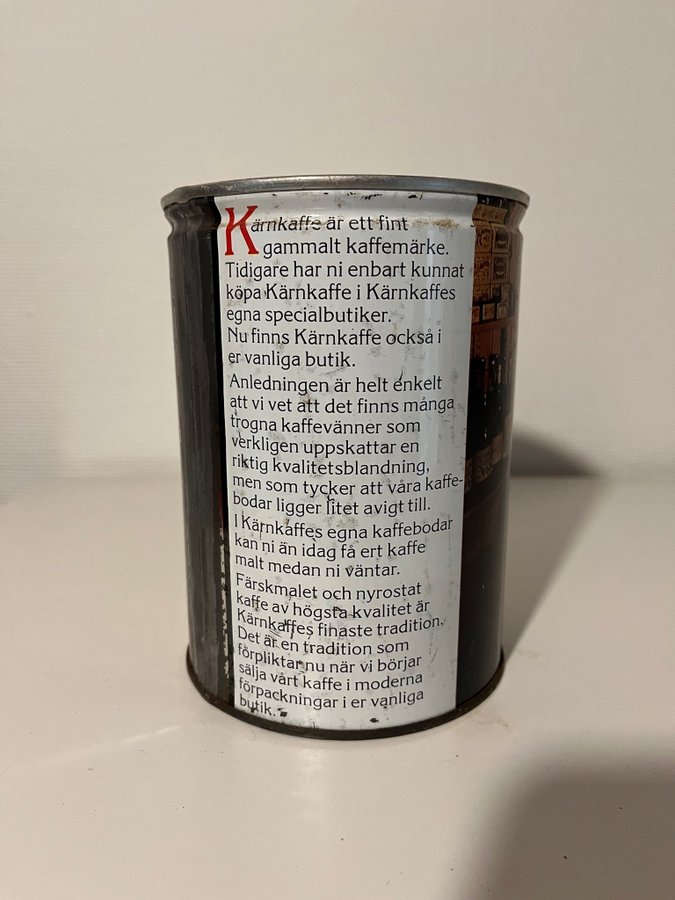 Kärnkaffe är ett fint
gammalt kaffemärke.
Tidigare har ni enbart kunnat
köpa Kärnkaffe i Kärnkaffes
egna specialbutiker.
Nu finns Kärnkaffe också i
er vanliga butik.
Anledningen är helt enkelt
att vi vet att det finns många
trogna kaffevänner som
verkligen uppskattar en
riktig kvalitetsblandning,
men som tycker att våra kaffe-
bodar ligger litet avigt till.
I Kärnkaffes egna kaffebodar
kan ni än idag få ert kaffe
malt medan ni väntar.
Färskmalet och nyrostat
kaffe av högsta kvalitet är
Kärnkaffes finaste tradition.
Det är en tradition som
förpliktar nu när vi börjar
sälja vårt kaffe i moderna
förpackningar i er vanliga
butik.